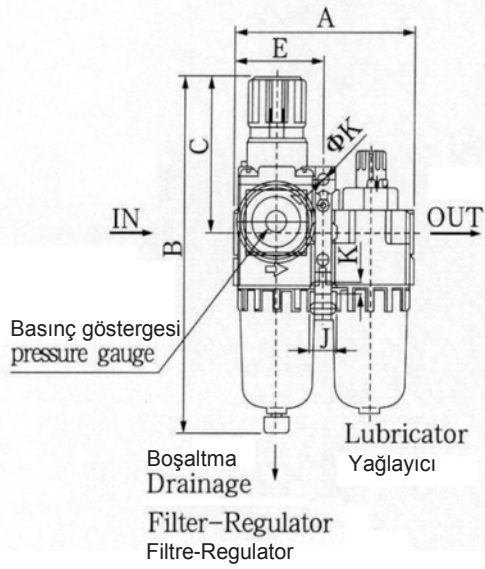 A
E
C
ΦK
IN
OUT
B
K
Basınç göstergesi
pressure gauge
J
Lubricator
Yağlayıcı
Boşaltma
Drainage
Filter-Regulator
Filtre-Regulator